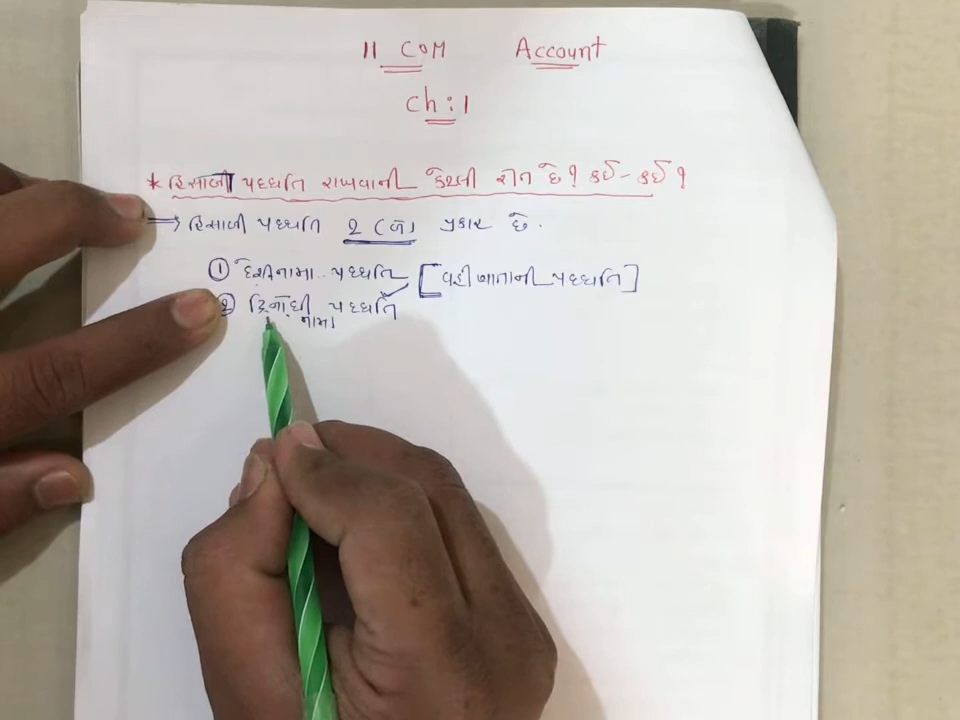 11 COM Account
Ch : 1
* હિસાબી પદ્ધતિ રાખવાની કેટલી રીત છે ? કઈ - કઈ ?
⇒ હિસાબી પદ્ધતિ 2 (બે) પ્રકાર છે.
① દેશીનામા પદ્ધતિ [વહીખાતાની પદ્ધતિ]
② દ્વિનોંધી પદ્ધતિ
નામા